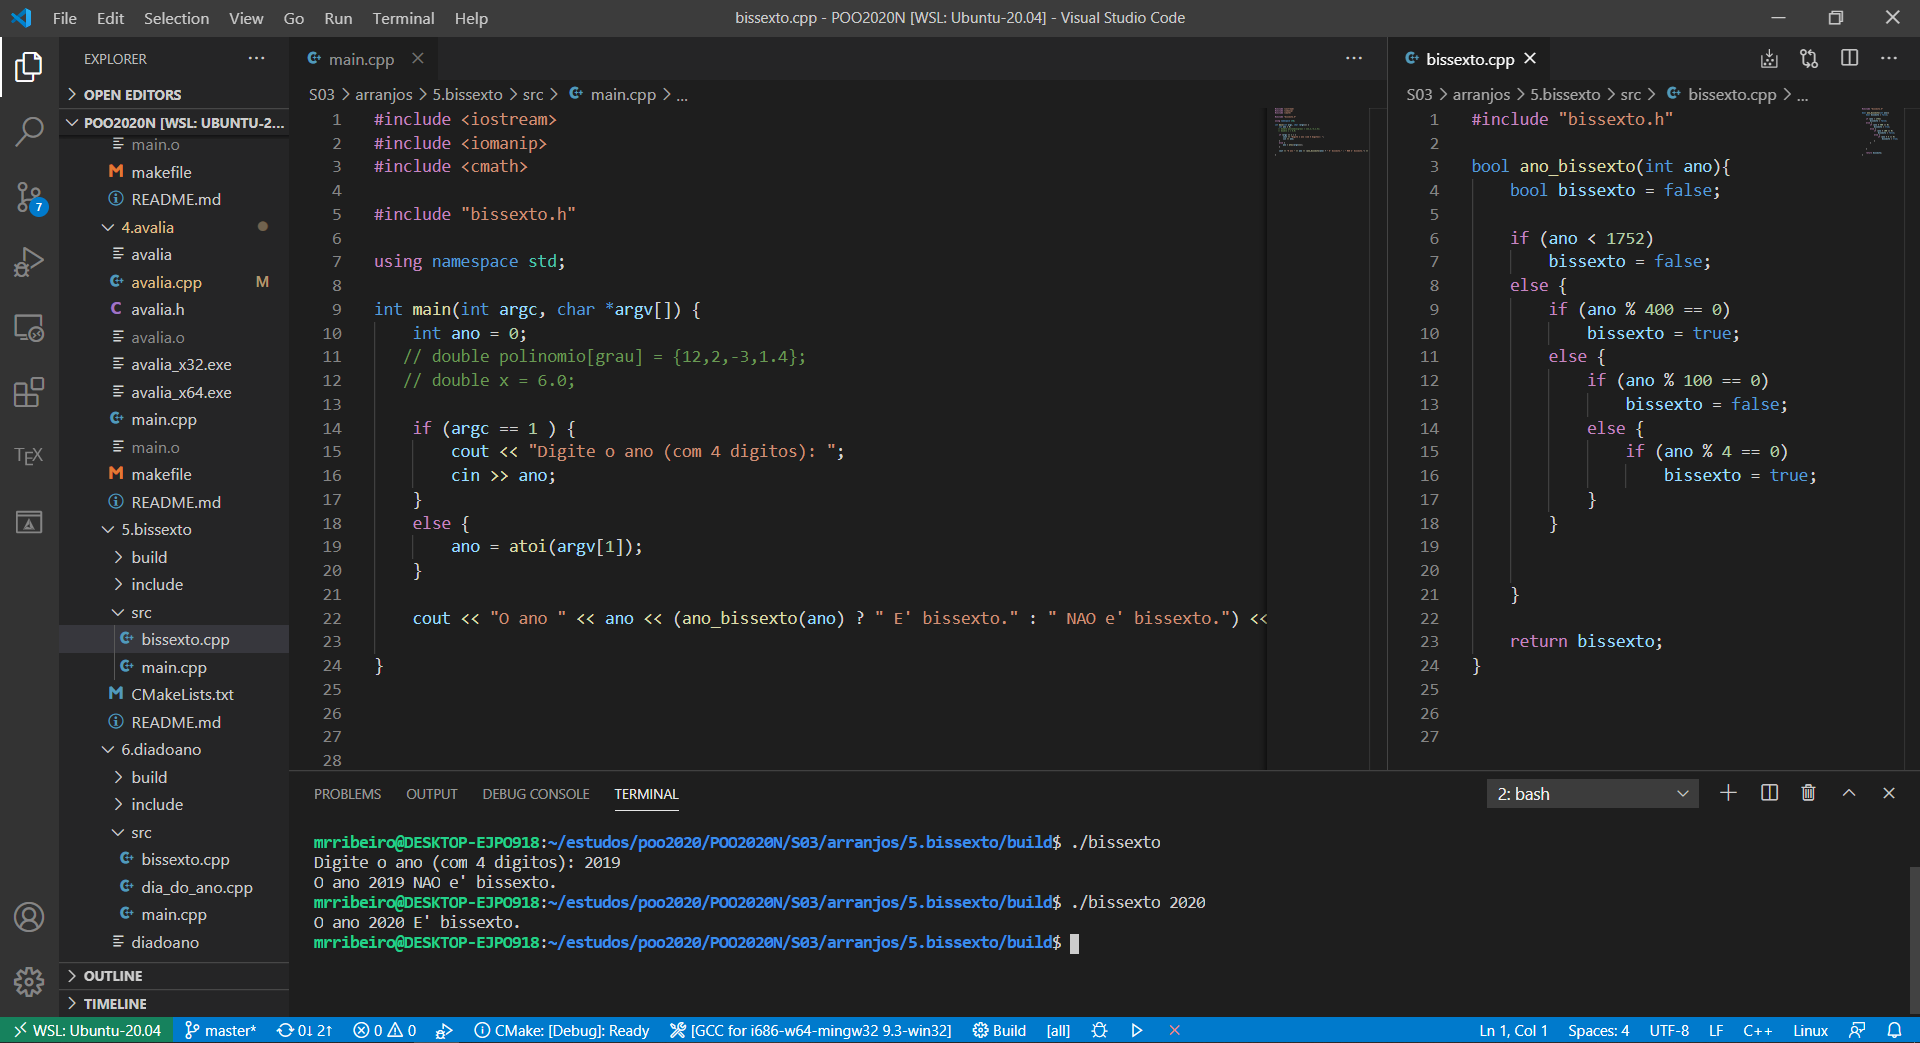 File Edit Selection View Go Run Terminal Help
bissexto.cpp - POO2020N [WSL: Ubuntu-20.04] - Visual Studio Code
EXPLORER
OPEN EDITORS
POO2020N [WSL: UBUNTU-2...
main.o
makefile
README.md
4.avalia
avalia
avalia.cpp M
avalia.h
avalia.o
avalia_x32.exe
avalia_x64.exe
main.cpp
main.o
makefile
README.md
5.bissexto
build
include
src
bissexto.cpp
main.cpp
CMakeLists.txt
README.md
6.diadoano
build
include
src
bissexto.cpp
dia_do_ano.cpp
main.cpp
diadoano
OUTLINE
TIMELINE
7
TEX
main.cpp
S03 > arranjos > 5.bissexto > src > main.cpp > ...
1 #include <iostream>
2 #include <iomanip>
3 #include <cmath>
4
5 #include "bissexto.h"
6
7 using namespace std;
8
9 int main(int argc, char *argv[]) {
10 int ano = 0;
11 // double polinomio[grau] = {12,2,-3,1.4};
12 // double x = 6.0;
13
14 if (argc == 1 ) {
15 cout << "Digite o ano (com 4 digitos): ";
16 cin >> ano;
17 }
18 else {
19 ano = atoi(argv[1]);
20 }
21
22 cout << "O ano " << ano << (ano_bissexto(ano) ? " E' bissexto." : " NAO e' bissexto.") <<
23
24 }
25
26
27
28
bissexto.cpp
S03 > arranjos > 5.bissexto > src > bissexto.cpp > ...
1 #include "bissexto.h"
2
3 bool ano_bissexto(int ano){
4 bool bissexto = false;
5
6 if (ano < 1752)
7 bissexto = false;
8 else {
9 if (ano % 400 == 0)
10 bissexto = true;
11 else {
12 if (ano % 100 == 0)
13 bissexto = false;
14 else {
15 if (ano % 4 == 0)
16 bissexto = true;
17 }
18 }
19
20
21 }
22
23 return bissexto;
24 }
25
26
27
PROBLEMS OUTPUT DEBUG CONSOLE TERMINAL
2: bash
mrribeiro@DESKTOP-EJPO918:~/estudos/poo2020/POO2020N/S03/arranjos/5.bissexto/build$ ./bissexto
Digite o ano (com 4 digitos): 2019
O ano 2019 NAO e' bissexto.
mrribeiro@DESKTOP-EJPO918:~/estudos/poo2020/POO2020N/S03/arranjos/5.bissexto/build$ ./bissexto 2020
O ano 2020 E' bissexto.
mrribeiro@DESKTOP-EJPO918:~/estudos/poo2020/POO2020N/S03/arranjos/5.bissexto/build$
WSL: Ubuntu-20.04 master* 0↓ 2↑ 0 0 CMake: [Debug]: Ready [GCC for i686-w64-mingw32 9.3-win32] Build [all] Ln 1, Col 1 Spaces: 4 UTF-8 LF C++ Linux